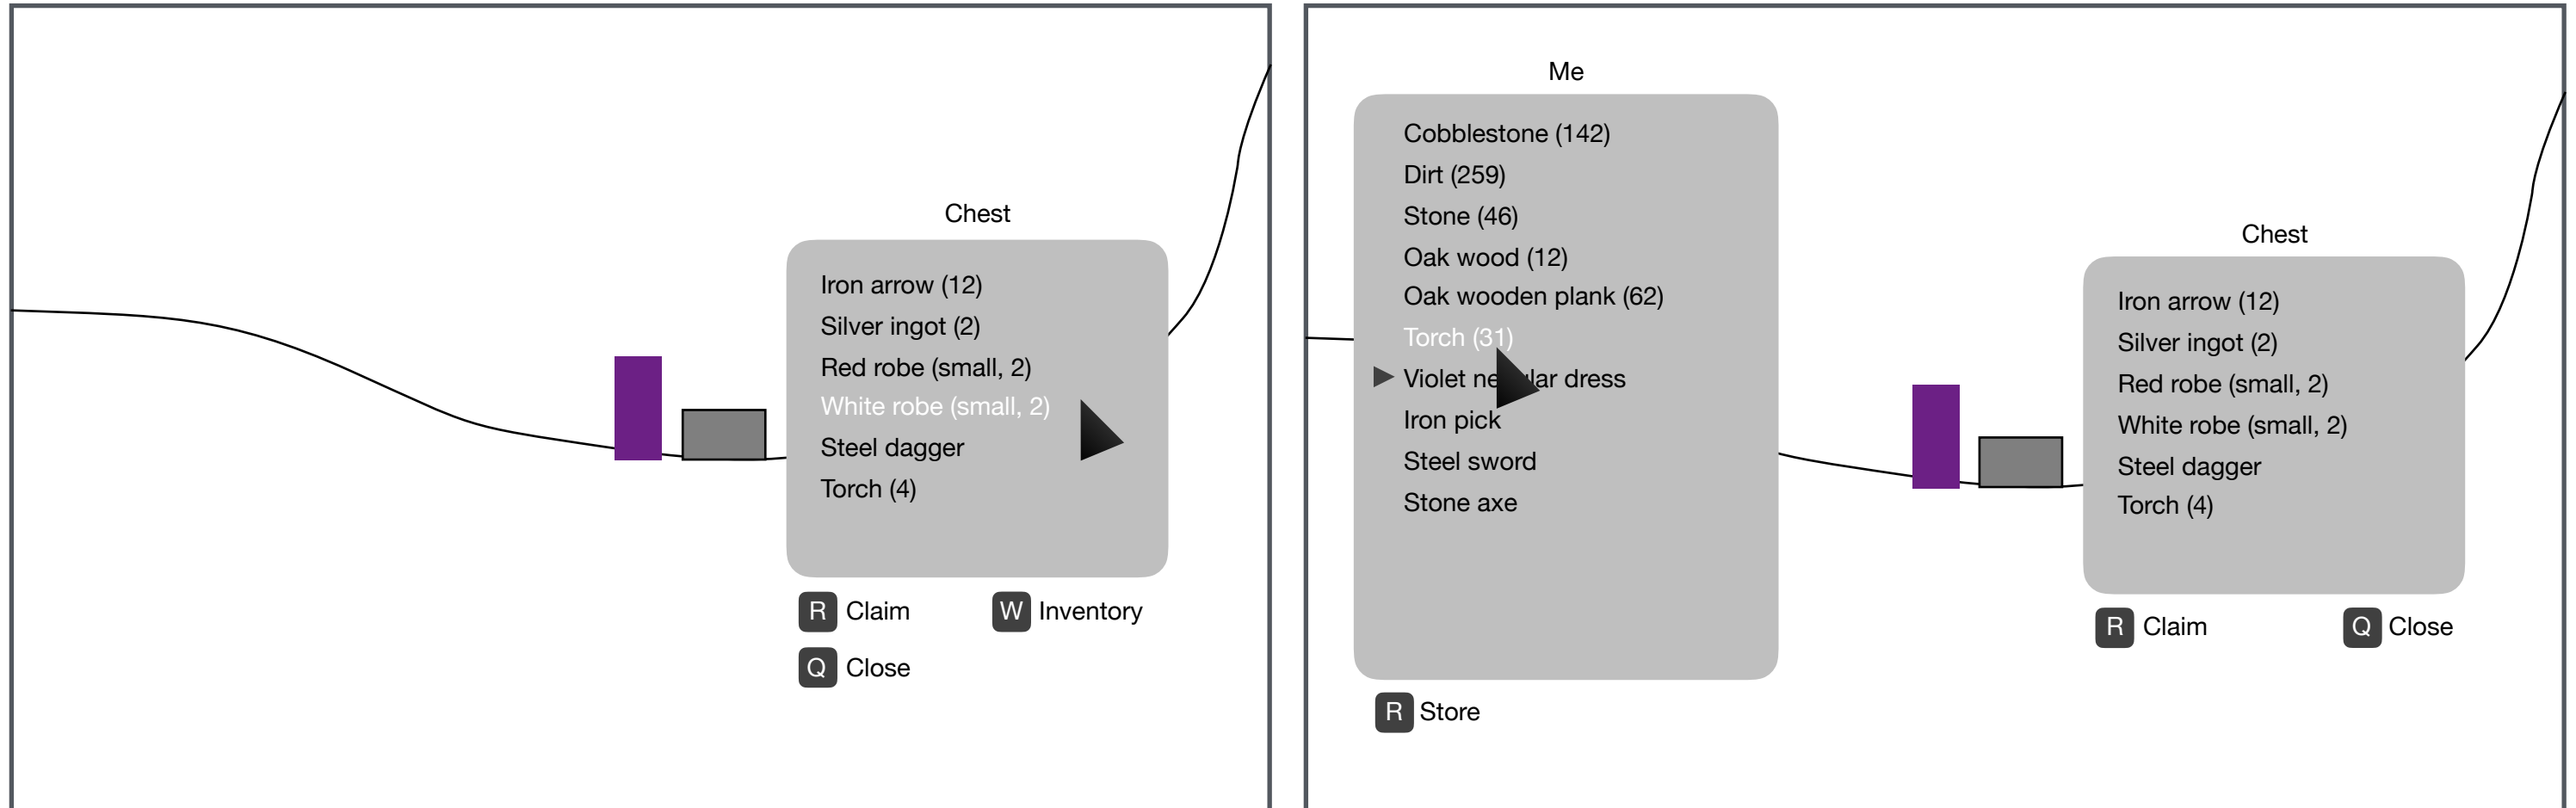 Chest
Iron arrow (12)
Silver ingot (2)
Red robe (small, 2)
White robe (small, 2)
Steel dagger
Torch (4)
R Claim
W Inventory
Q Close
Me
Cobblestone (142)
Dirt (259)
Stone (46)
Oak wood (12)
Oak wooden plank (62)
Torch (31)
Violet dress
Iron pick
Steel sword
Stone axe
R Store
Chest
Iron arrow (12)
Silver ingot (2)
Red robe (small, 2)
White robe (small, 2)
Steel dagger
Torch (4)
R Claim
Q Close